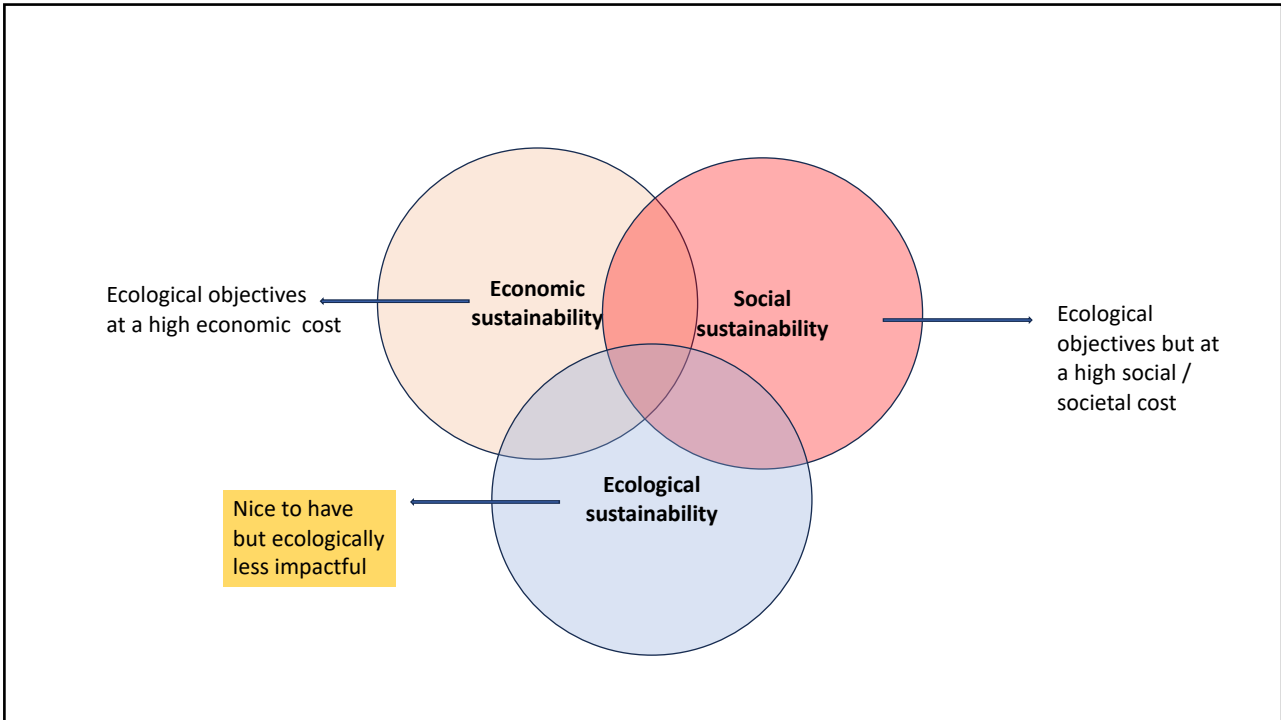 Economic
sustainability
Social
sustainability
Ecological objectives
at a high economic  cost
Ecological
objectives but at
a high social /
societal cost
Ecological
sustainability
Nice to have
but ecologically
less impactful